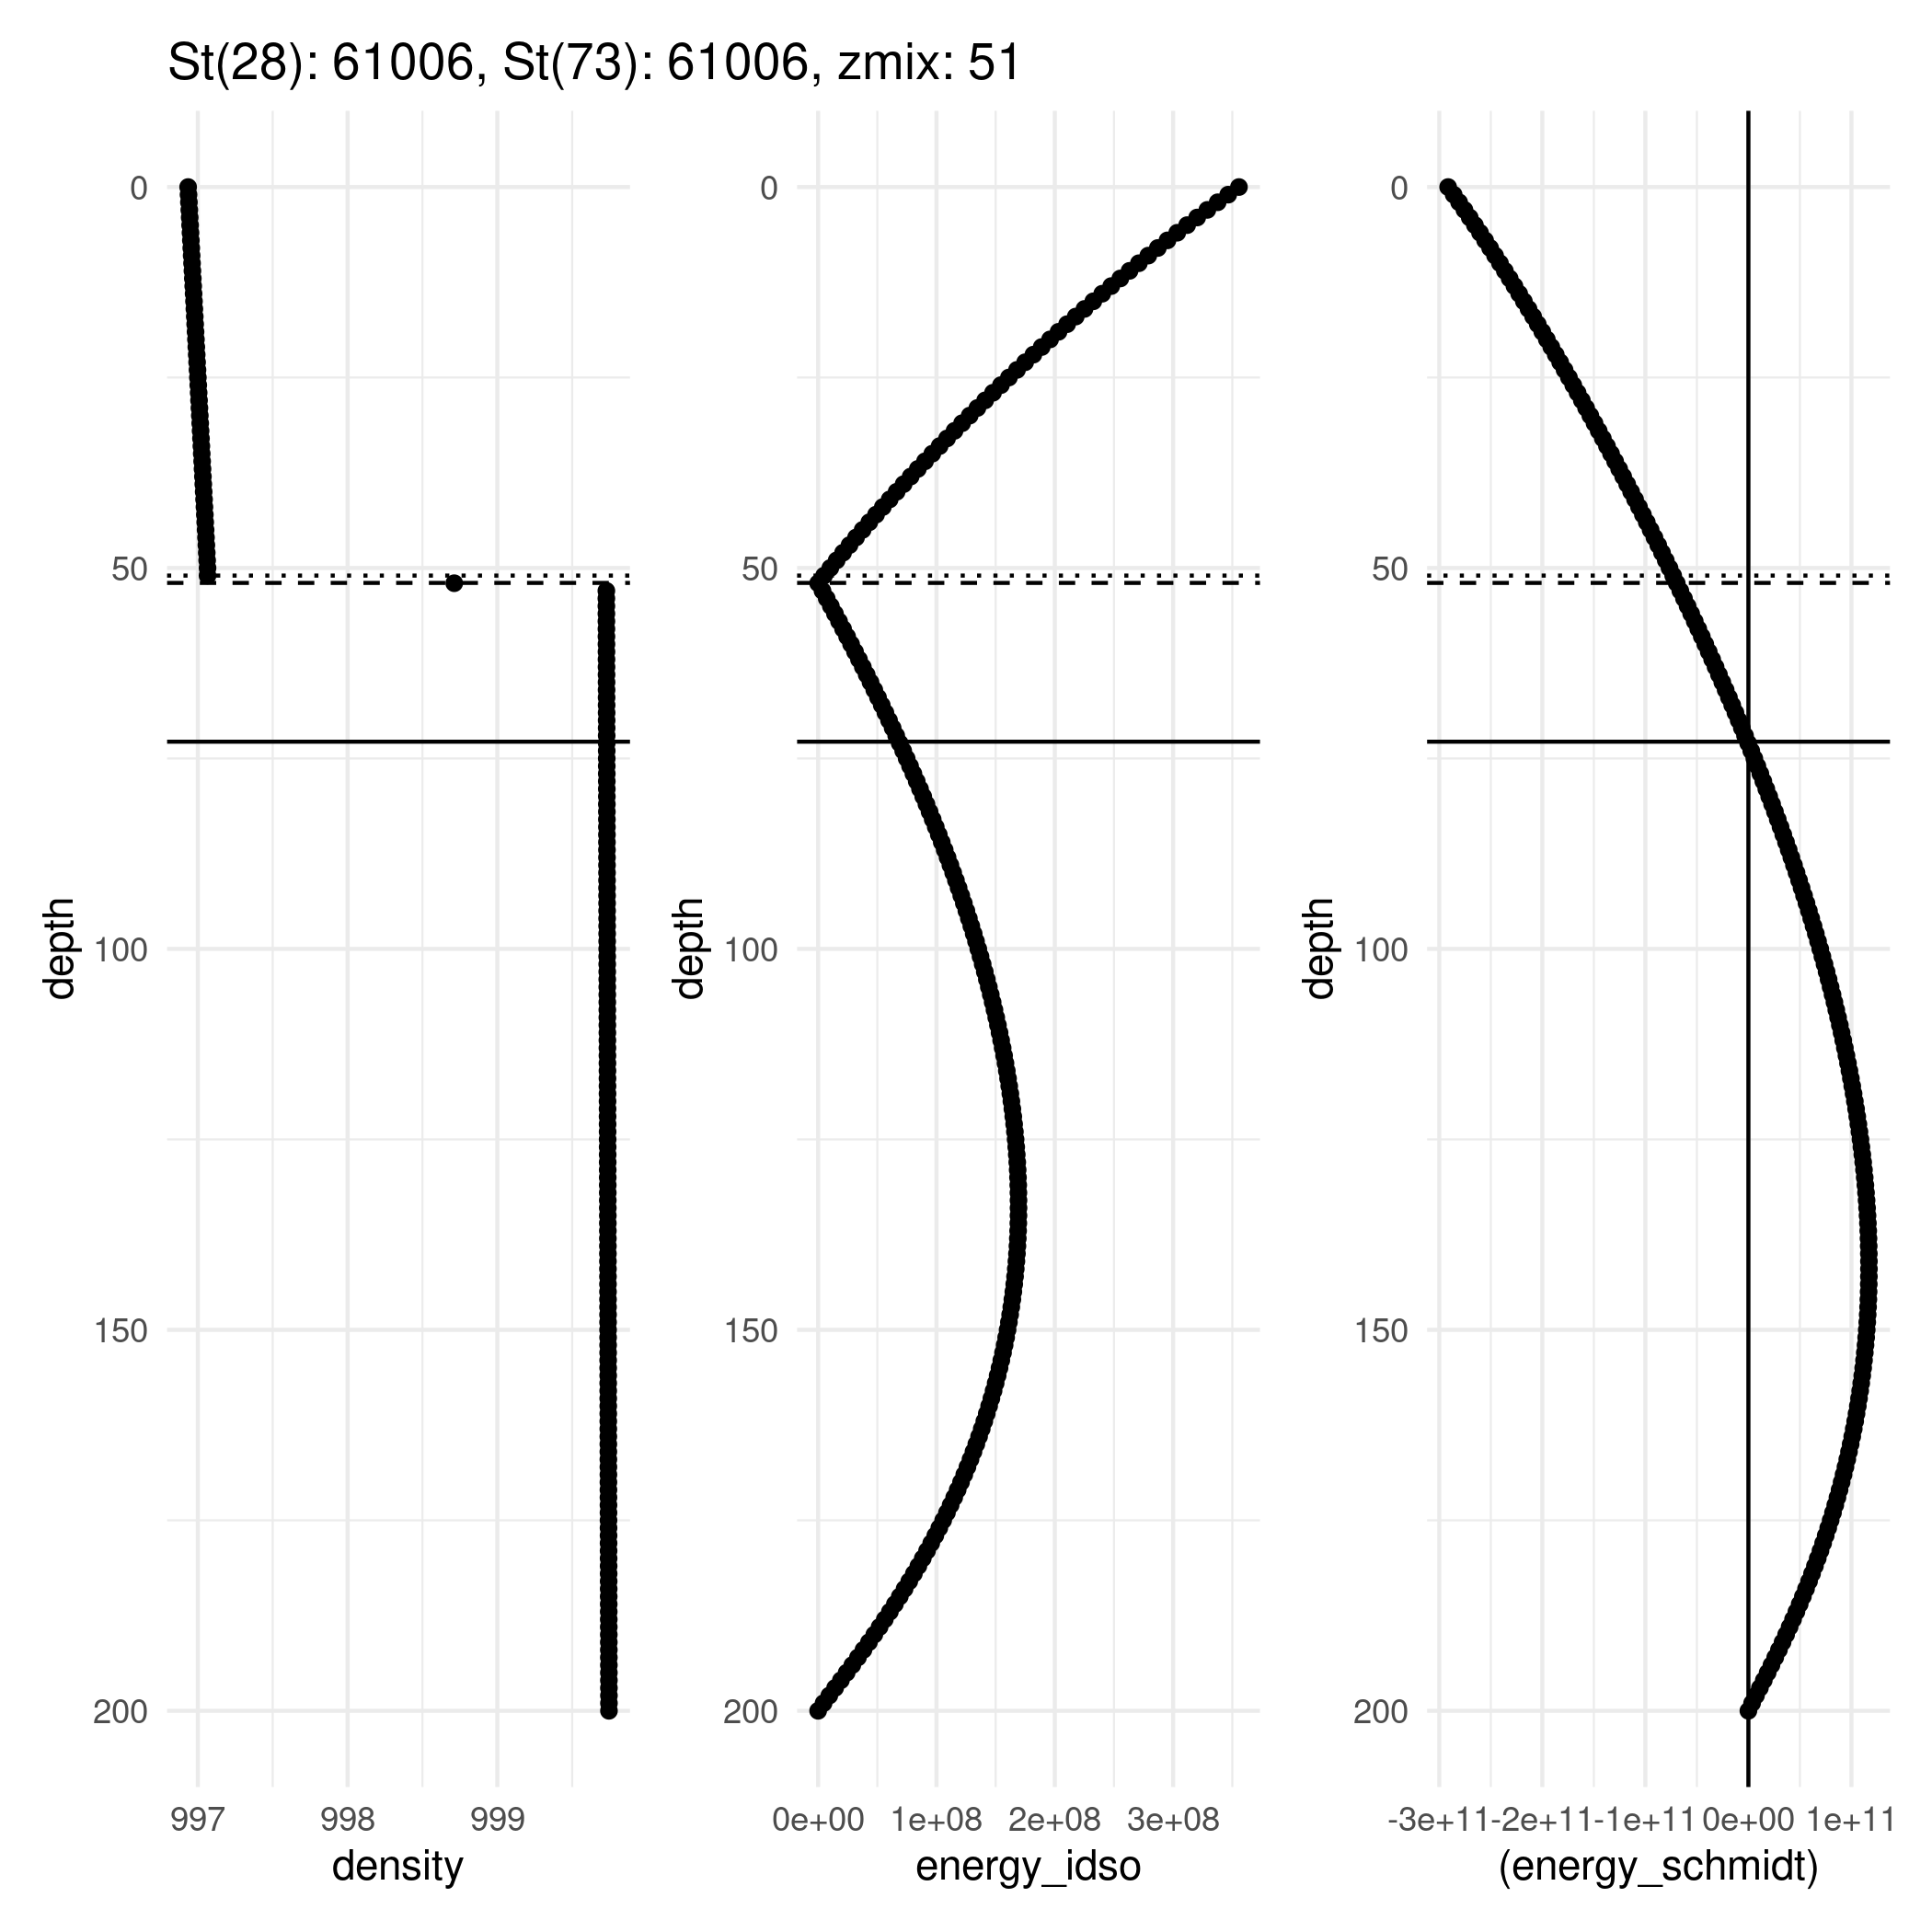 St(28): 61006, St(73): 61006, zmix: 51
0
50
100
150
200
depth
997
998
999
density
0
50
100
150
200
depth
0e+00
1e+08
2e+08
3e+08
energy_idso
0
50
100
150
200
depth
-3e+11
-2e+11
-1e+11
0e+00
1e+11
(energy_schmidt)